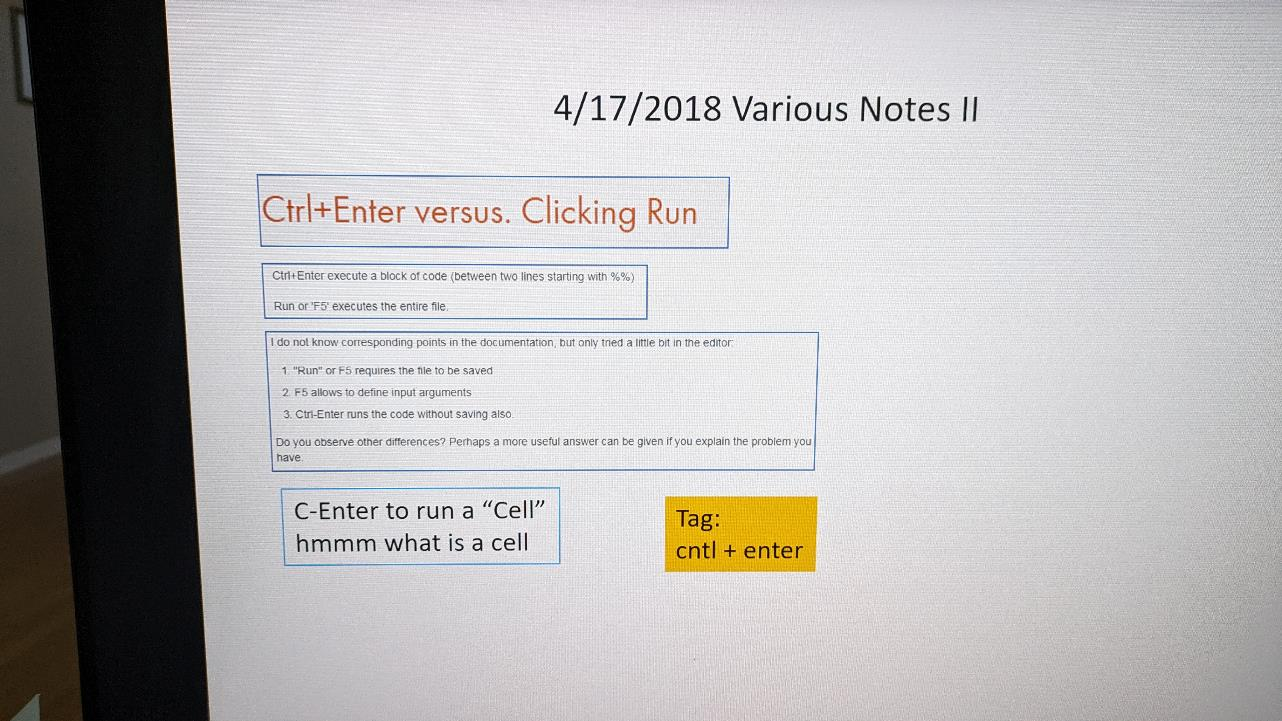 4/17/2018 Various Notes II
Ctrl+Enter versus. Clicking Run
Ctrl+Enter execute a block of code (between two lines starting with %%)
Run or 'F5' executes the entire file.
I do not know corresponding points in the documentation, but only tried a little bit in the editor:
1. "Run" or F5 requires the file to be saved
2. F5 allows to define input arguments
3. Ctrl-Enter runs the code without saving also.
Do you observe other differences? Perhaps a more useful answer can be given if you explain the problem you
have.
C-Enter to run a “Cell”
hmmm what is a cell
Tag:
cntl + enter